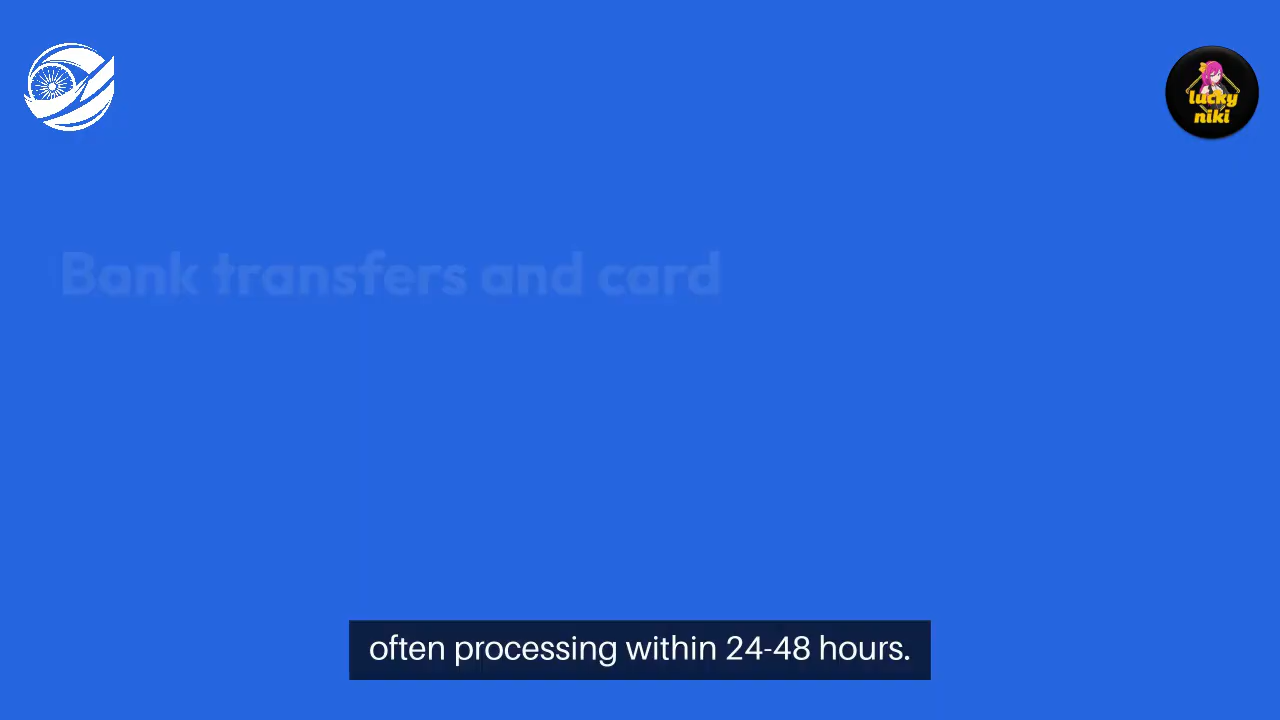 lucky
niki
Bank transfers and card
often processing within 24-48 hours.